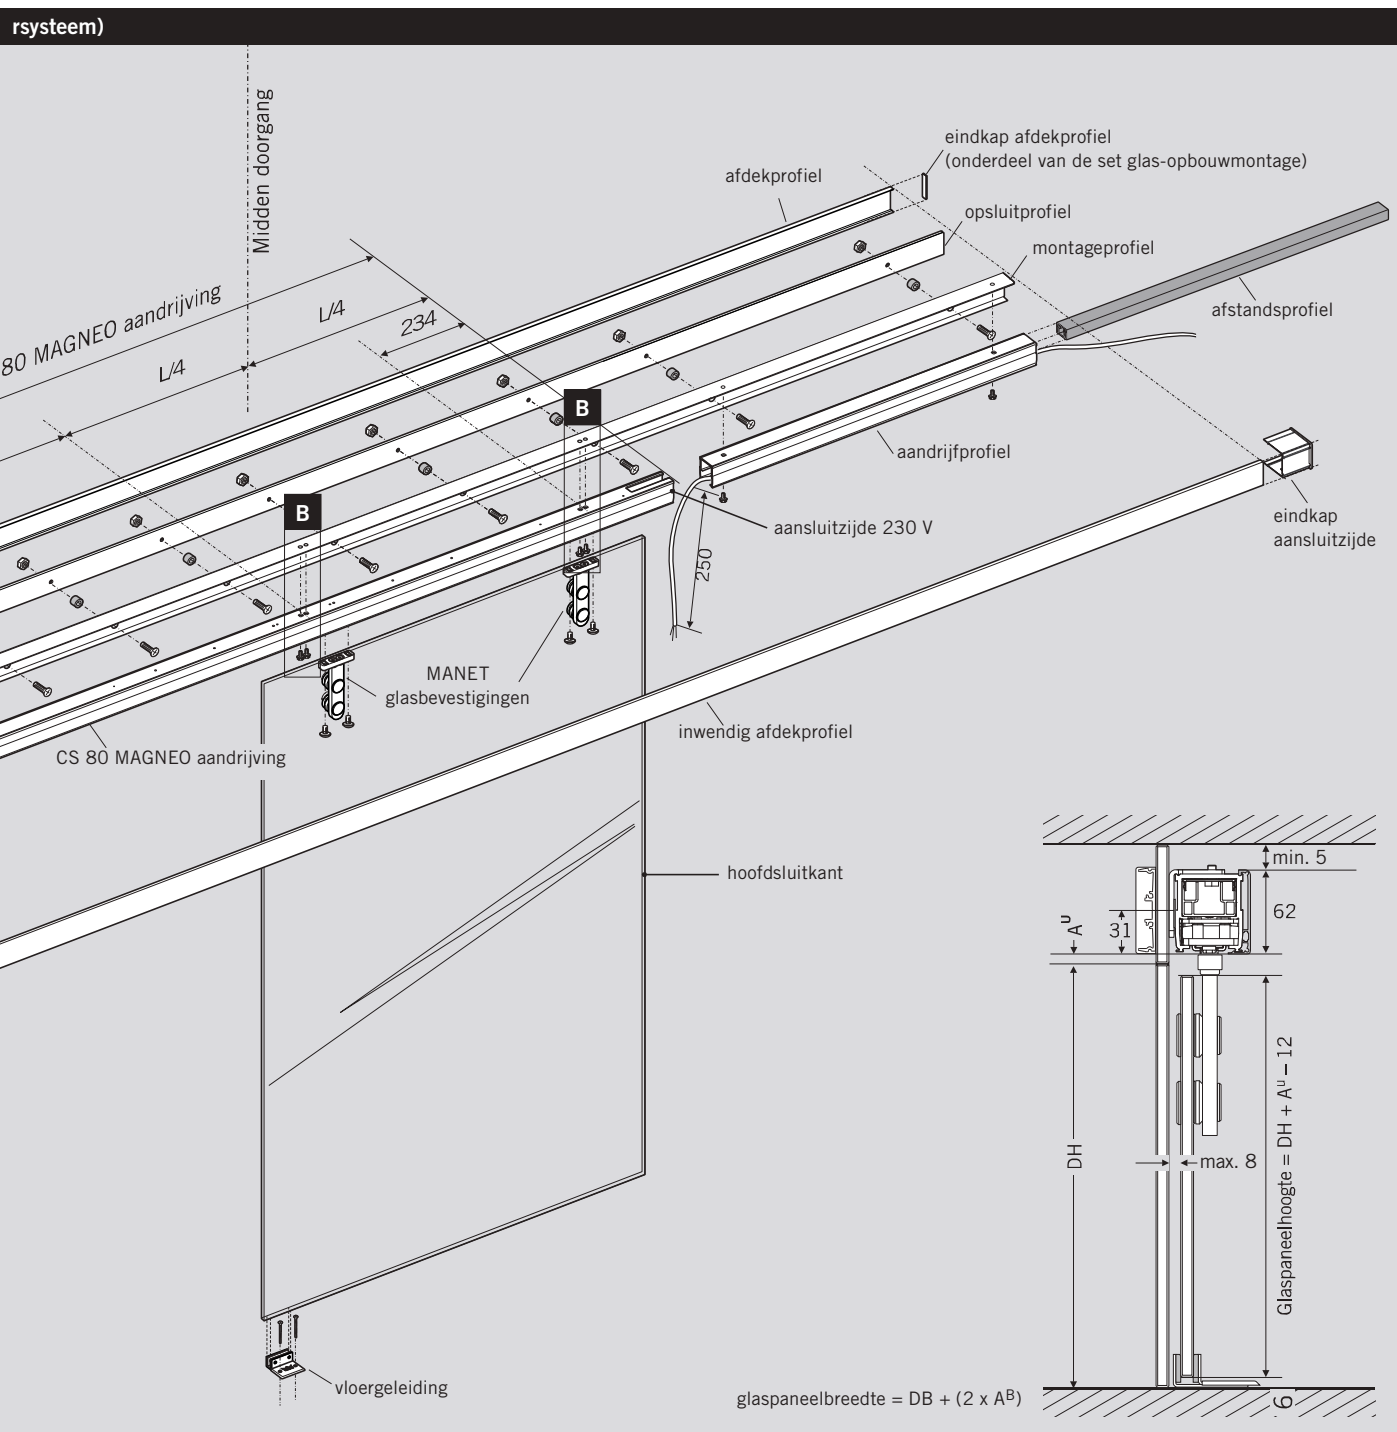 rsysteem)
Midden doorgang
eindkap afdekprofiel
(onderdeel van de set glas-opbouwmontage)
afdekprofiel
opsluitprofiel
montageprofiel
afstandsprofiel
80 MAGNEO aandrijving
L/4
L/4
234
B
B
aandrijfprofiel
aansluitzijde 230 V
250
eindkap
aansluitzijde
MANET
glasbevestigingen
inwendig afdekprofiel
CS 80 MAGNEO aandrijving
hoofdsluitkant
min. 5
62
31
Aᵁ
DH
max. 8
Glaspaneelhoogte = DH + Aᵁ – 12
6
vloergeleiding
glaspaneelbreedte = DB + (2 x Aᴮ)